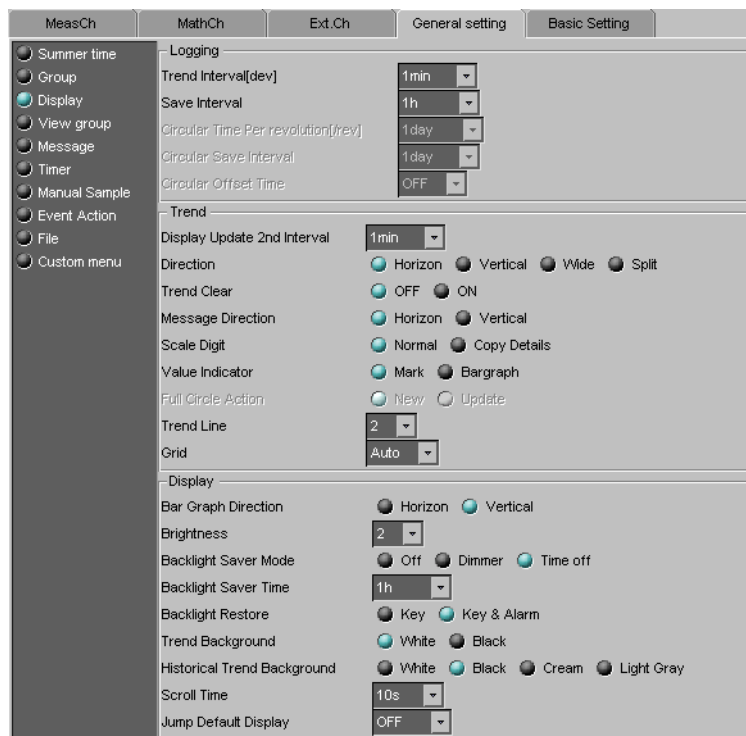 MeasCh MathCh Ext.Ch General setting Basic Setting
Summer time
Group
Display
View group
Message
Timer
Manual Sample
Event Action
File
Custom menu
Logging
Trend Interval[dev] 1min
Save Interval 1h
Circular Time Per revolution[/rev] 1day
Circular Save Interval 1day
Circular Offset Time OFF
Trend
Display Update 2nd Interval 1min
Direction Horizon Vertical Wide Split
Trend Clear OFF ON
Message Direction Horizon Vertical
Scale Digit Normal Copy Details
Value Indicator Mark Bargraph
Full Circle Action New Update
Trend Line 2
Grid Auto
Display
Bar Graph Direction Horizon Vertical
Brightness 2
Backlight Saver Mode Off Dimmer Time off
Backlight Saver Time 1h
Backlight Restore Key Key & Alarm
Trend Background White Black
Historical Trend Background White Black Cream Light Gray
Scroll Time 10s
Jump Default Display OFF